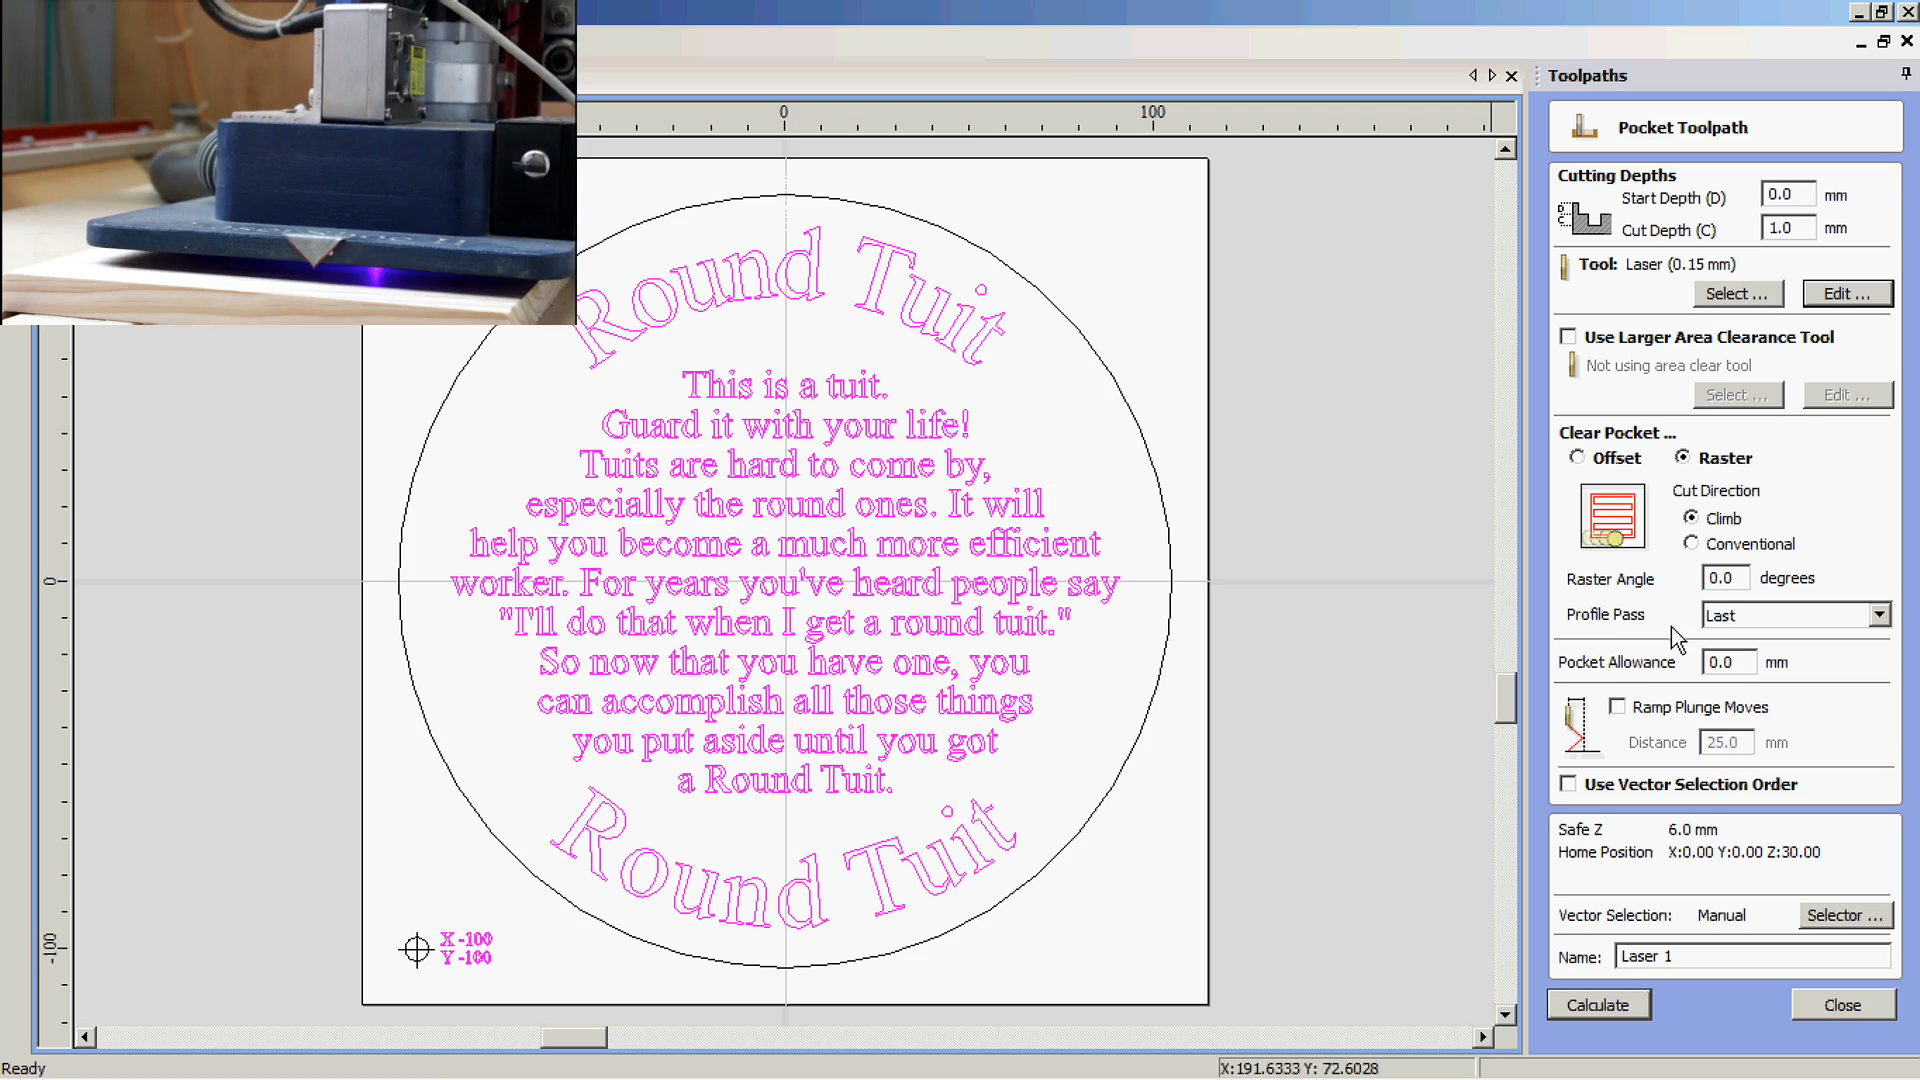 Toolpaths
Pocket Toolpath
Cutting Depths
Start Depth (D) 0.0 mm
Cut Depth (C) 1.0 mm
Tool: Laser (0.15 mm)
Select ... Edit ...
Use Larger Area Clearance Tool
Not using area clear tool
Select ... Edit ...
Clear Pocket ...
Offset Raster
Cut Direction
Climb
Conventional
Raster Angle 0.0 degrees
Profile Pass Last
Pocket Allowance 0.0 mm
Ramp Plunge Moves
Distance 25.0 mm
Use Vector Selection Order
Safe Z 6.0 mm
Home Position X:0.00 Y:0.00 Z:30.00
Vector Selection: Manual Selector ...
Name: Laser 1
Calculate Close
0 100
0
-100
Round Tuit
This is a tuit.
Guard it with your life!
Tuits are hard to come by,
especially the round ones. It will
help you become a much more efficient
worker. For years you've heard people say
"I'll do that when I get a round tuit."
So now that you have one, you
can accomplish all those things
you put aside until you got
a Round Tuit.
Round Tuit
X -100
Y -100
Ready
X:191.6333 Y: 72.6028